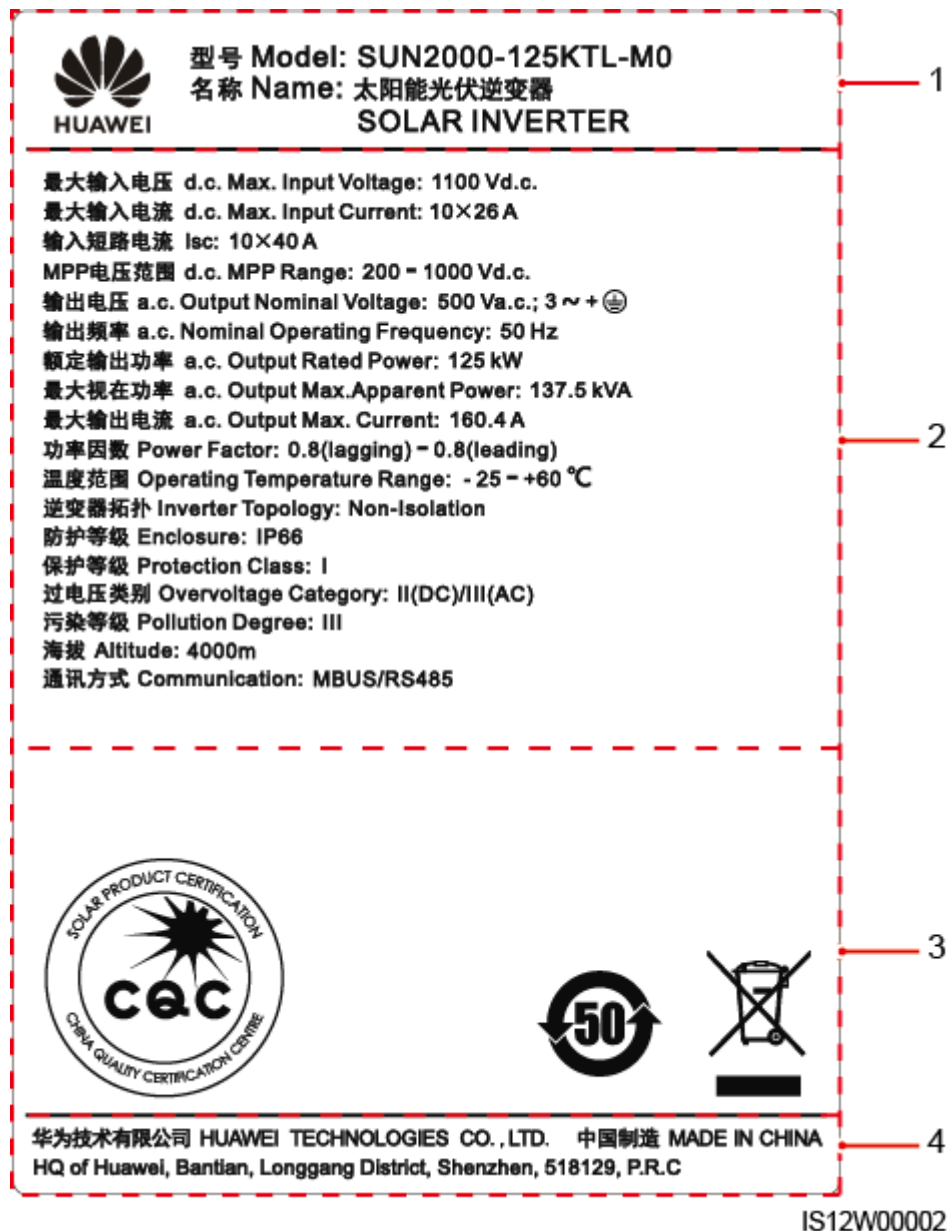 型号 Model: SUN2000-125KTL-M0
名称 Name: 太阳能光伏逆变器
SOLAR INVERTER
HUAWEI
1
最大输入电压 d.c. Max. Input Voltage: 1100 Vd.c.
最大输入电流 d.c. Max. Input Current: 10×26 A
输入短路电流 Isc: 10×40 A
MPP电压范围 d.c. MPP Range: 200 - 1000 Vd.c.
输出电压 a.c. Output Nominal Voltage: 500 Va.c.; 3 ~ + ⏚
输出频率 a.c. Nominal Operating Frequency: 50 Hz
额定输出功率 a.c. Output Rated Power: 125 kW
最大视在功率 a.c. Output Max.Apparent Power: 137.5 kVA
最大输出电流 a.c. Output Max. Current: 160.4 A
功率因数 Power Factor: 0.8(lagging) - 0.8(leading)
温度范围 Operating Temperature Range: - 25 - +60 ℃
逆变器拓扑 Inverter Topology: Non-Isolation
防护等级 Enclosure: IP66
保护等级 Protection Class: I
过电压类别 Overvoltage Category: II(DC)/III(AC)
污染等级 Pollution Degree: III
海拔 Altitude: 4000m
通讯方式 Communication: MBUS/RS485
2
SOLAR PRODUCT CERTIFICATION
CQC
CHINA QUALITY CERTIFICATION CENTRE
50
3
华为技术有限公司 HUAWEI TECHNOLOGIES CO.,LTD. 中国制造 MADE IN CHINA
HQ of Huawei, Bantian, Longgang District, Shenzhen, 518129, P.R.C
4
IS12W00002